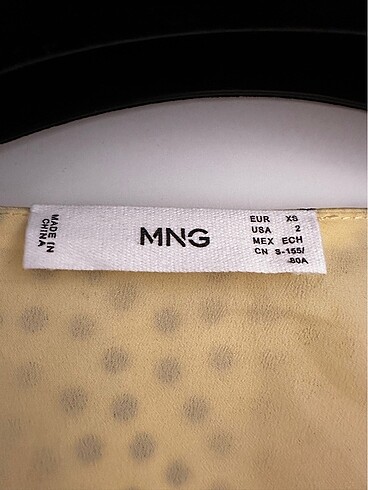 MADE IN
CHINA
MNG
EUR XS
USA 2
MEX ECH
CN S-155/
80A